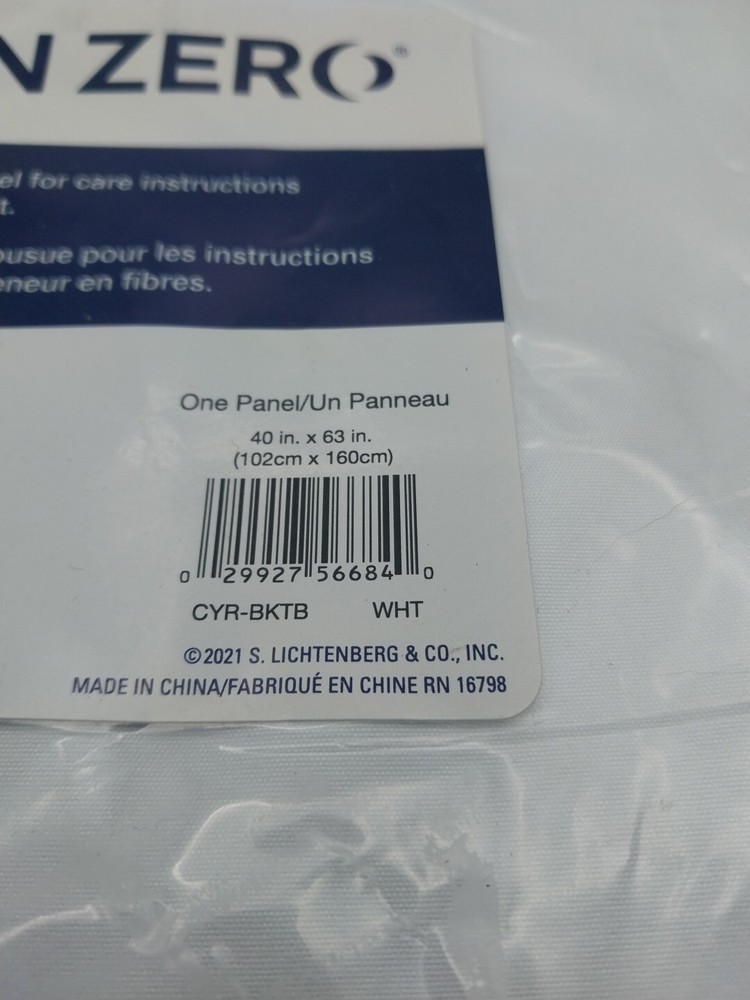 N ZERO®
el for care instructions
t.
ousue pour les instructions
eneur en fibres.
One Panel/Un Panneau
40 in. x 63 in.
(102cm x 160cm)
0 29927 56684 0
CYR-BKTB WHT
©2021 S. LICHTENBERG & CO., INC.
MADE IN CHINA/FABRIQUÉ EN CHINE RN 16798